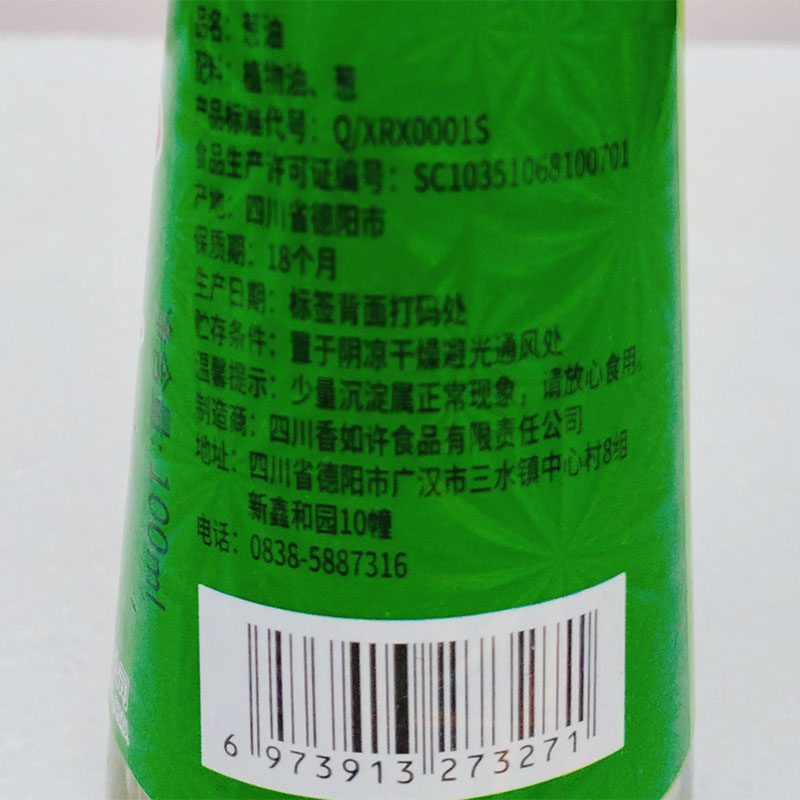 品名：葱油
配料：植物油、葱
产品标准代号：Q/XRX0001S
食品生产许可证编号：SC10351068100701
产地：四川省德阳市
保质期：18个月
生产日期：标签背面打码处
贮存条件：置于阴凉干燥避光通风处
温馨提示：少量沉淀属正常现象，请放心食用。
制造商：四川香如许食品有限责任公司
地址：四川省德阳市广汉市三水镇中心村8组
新鑫和园10幢
电话：0838-5887316
净含量：100ml
6 973913 273271